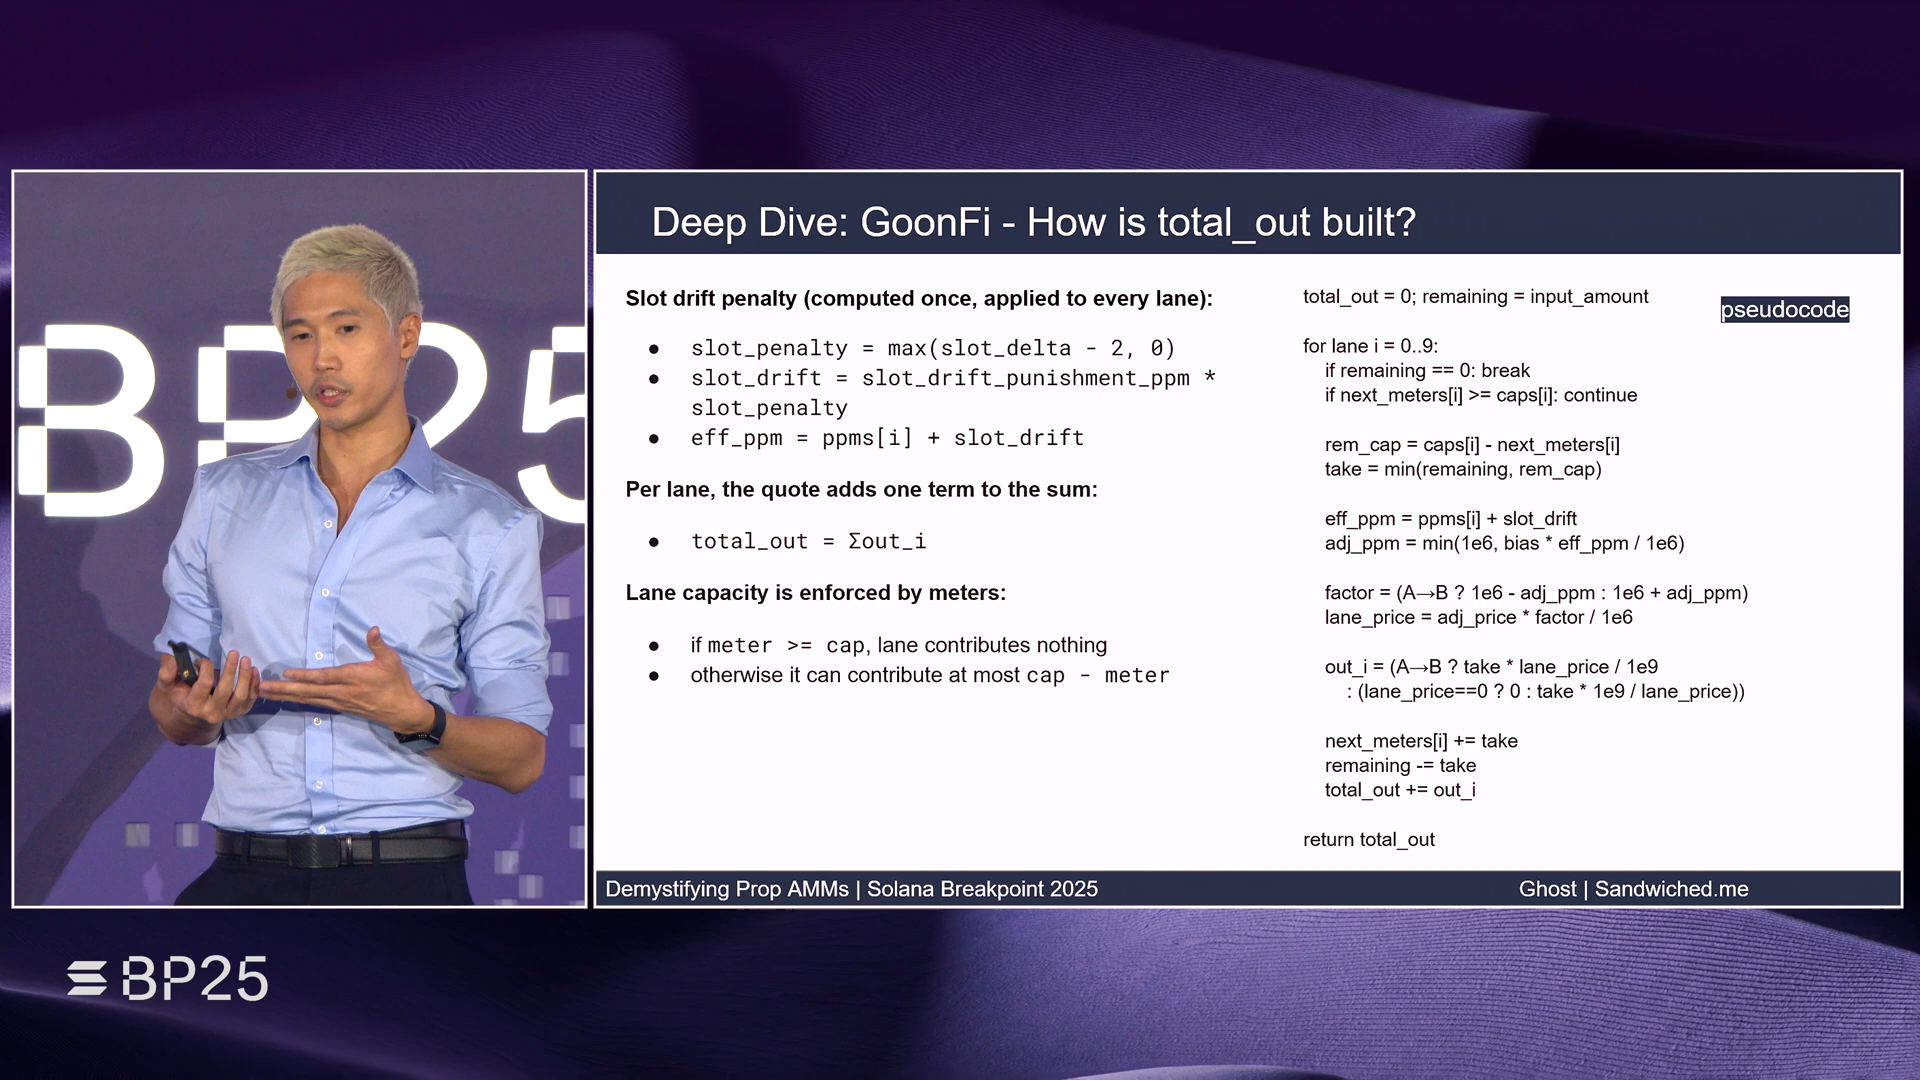 BP25
Deep Dive: GoonFi - How is total_out built?
Slot drift penalty (computed once, applied to every lane):
● slot_penalty = max(slot_delta - 2, 0)
● slot_drift = slot_drift_punishment_ppm *
slot_penalty
● eff_ppm = ppms[i] + slot_drift
Per lane, the quote adds one term to the sum:
● total_out = Σout_i
Lane capacity is enforced by meters:
● if meter >= cap, lane contributes nothing
● otherwise it can contribute at most cap - meter
total_out = 0; remaining = input_amount
pseudocode
for lane i = 0..9:
if remaining == 0: break
if next_meters[i] >= caps[i]: continue
rem_cap = caps[i] - next_meters[i]
take = min(remaining, rem_cap)
eff_ppm = ppms[i] + slot_drift
adj_ppm = min(1e6, bias * eff_ppm / 1e6)
factor = (A→B ? 1e6 - adj_ppm : 1e6 + adj_ppm)
lane_price = adj_price * factor / 1e6
out_i = (A→B ? take * lane_price / 1e9
: (lane_price==0 ? 0 : take * 1e9 / lane_price))
next_meters[i] += take
remaining -= take
total_out += out_i
return total_out
Demystifying Prop AMMs | Solana Breakpoint 2025
Ghost | Sandwiched.me
BP25